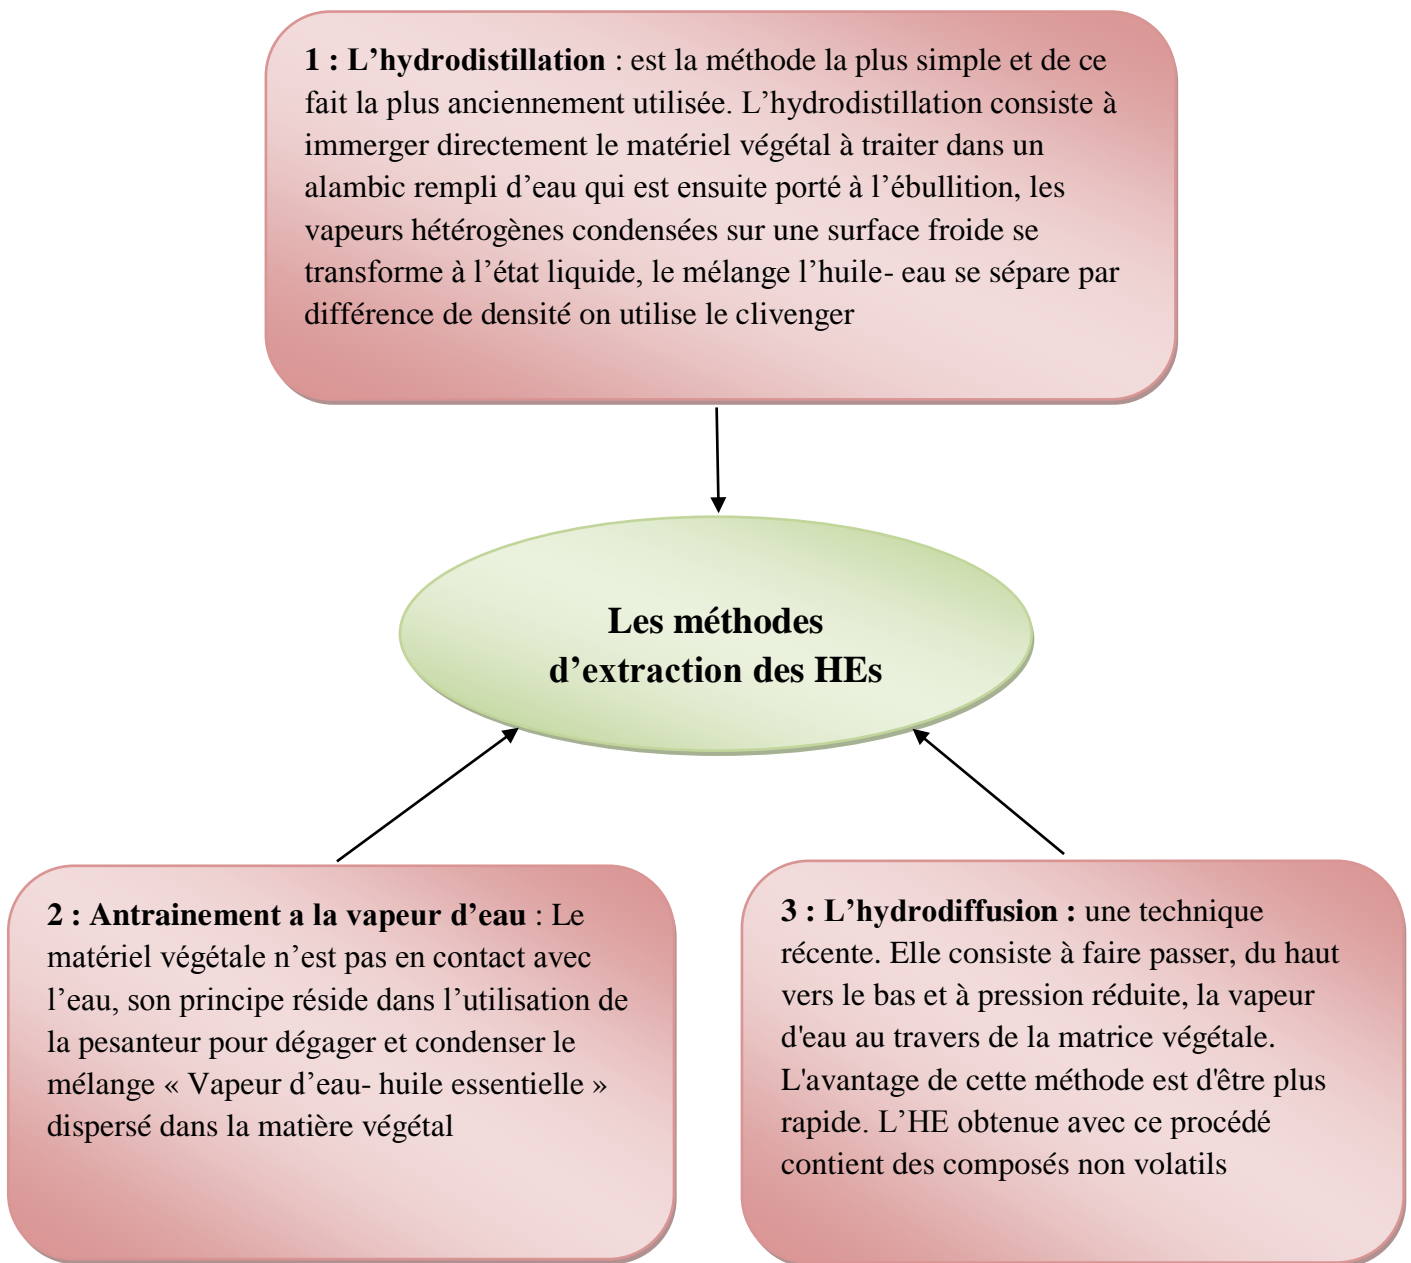 1 : L’hydrodistillation : est la méthode la plus simple et de ce
fait la plus anciennement utilisée. L’hydrodistillation consiste à
immerger directement le matériel végétal à traiter dans un
alambic rempli d’eau qui est ensuite porté à l’ébullition, les
vapeurs hétérogènes condensées sur une surface froide se
transforme à l’état liquide, le mélange l’huile- eau se sépare par
différence de densité on utilise le clivenger
Les méthodes
d’extraction des HEs
2 : Antrainement a la vapeur d’eau : Le
matériel végétale n’est pas en contact avec
l’eau, son principe réside dans l’utilisation de
la pesanteur pour dégager et condenser le
mélange « Vapeur d’eau- huile essentielle »
dispersé dans la matière végétal
3 : L’hydrodiffusion : une technique
récente. Elle consiste à faire passer, du haut
vers le bas et à pression réduite, la vapeur
d'eau au travers de la matrice végétale.
L'avantage de cette méthode est d'être plus
rapide. L’HE obtenue avec ce procédé
contient des composés non volatils